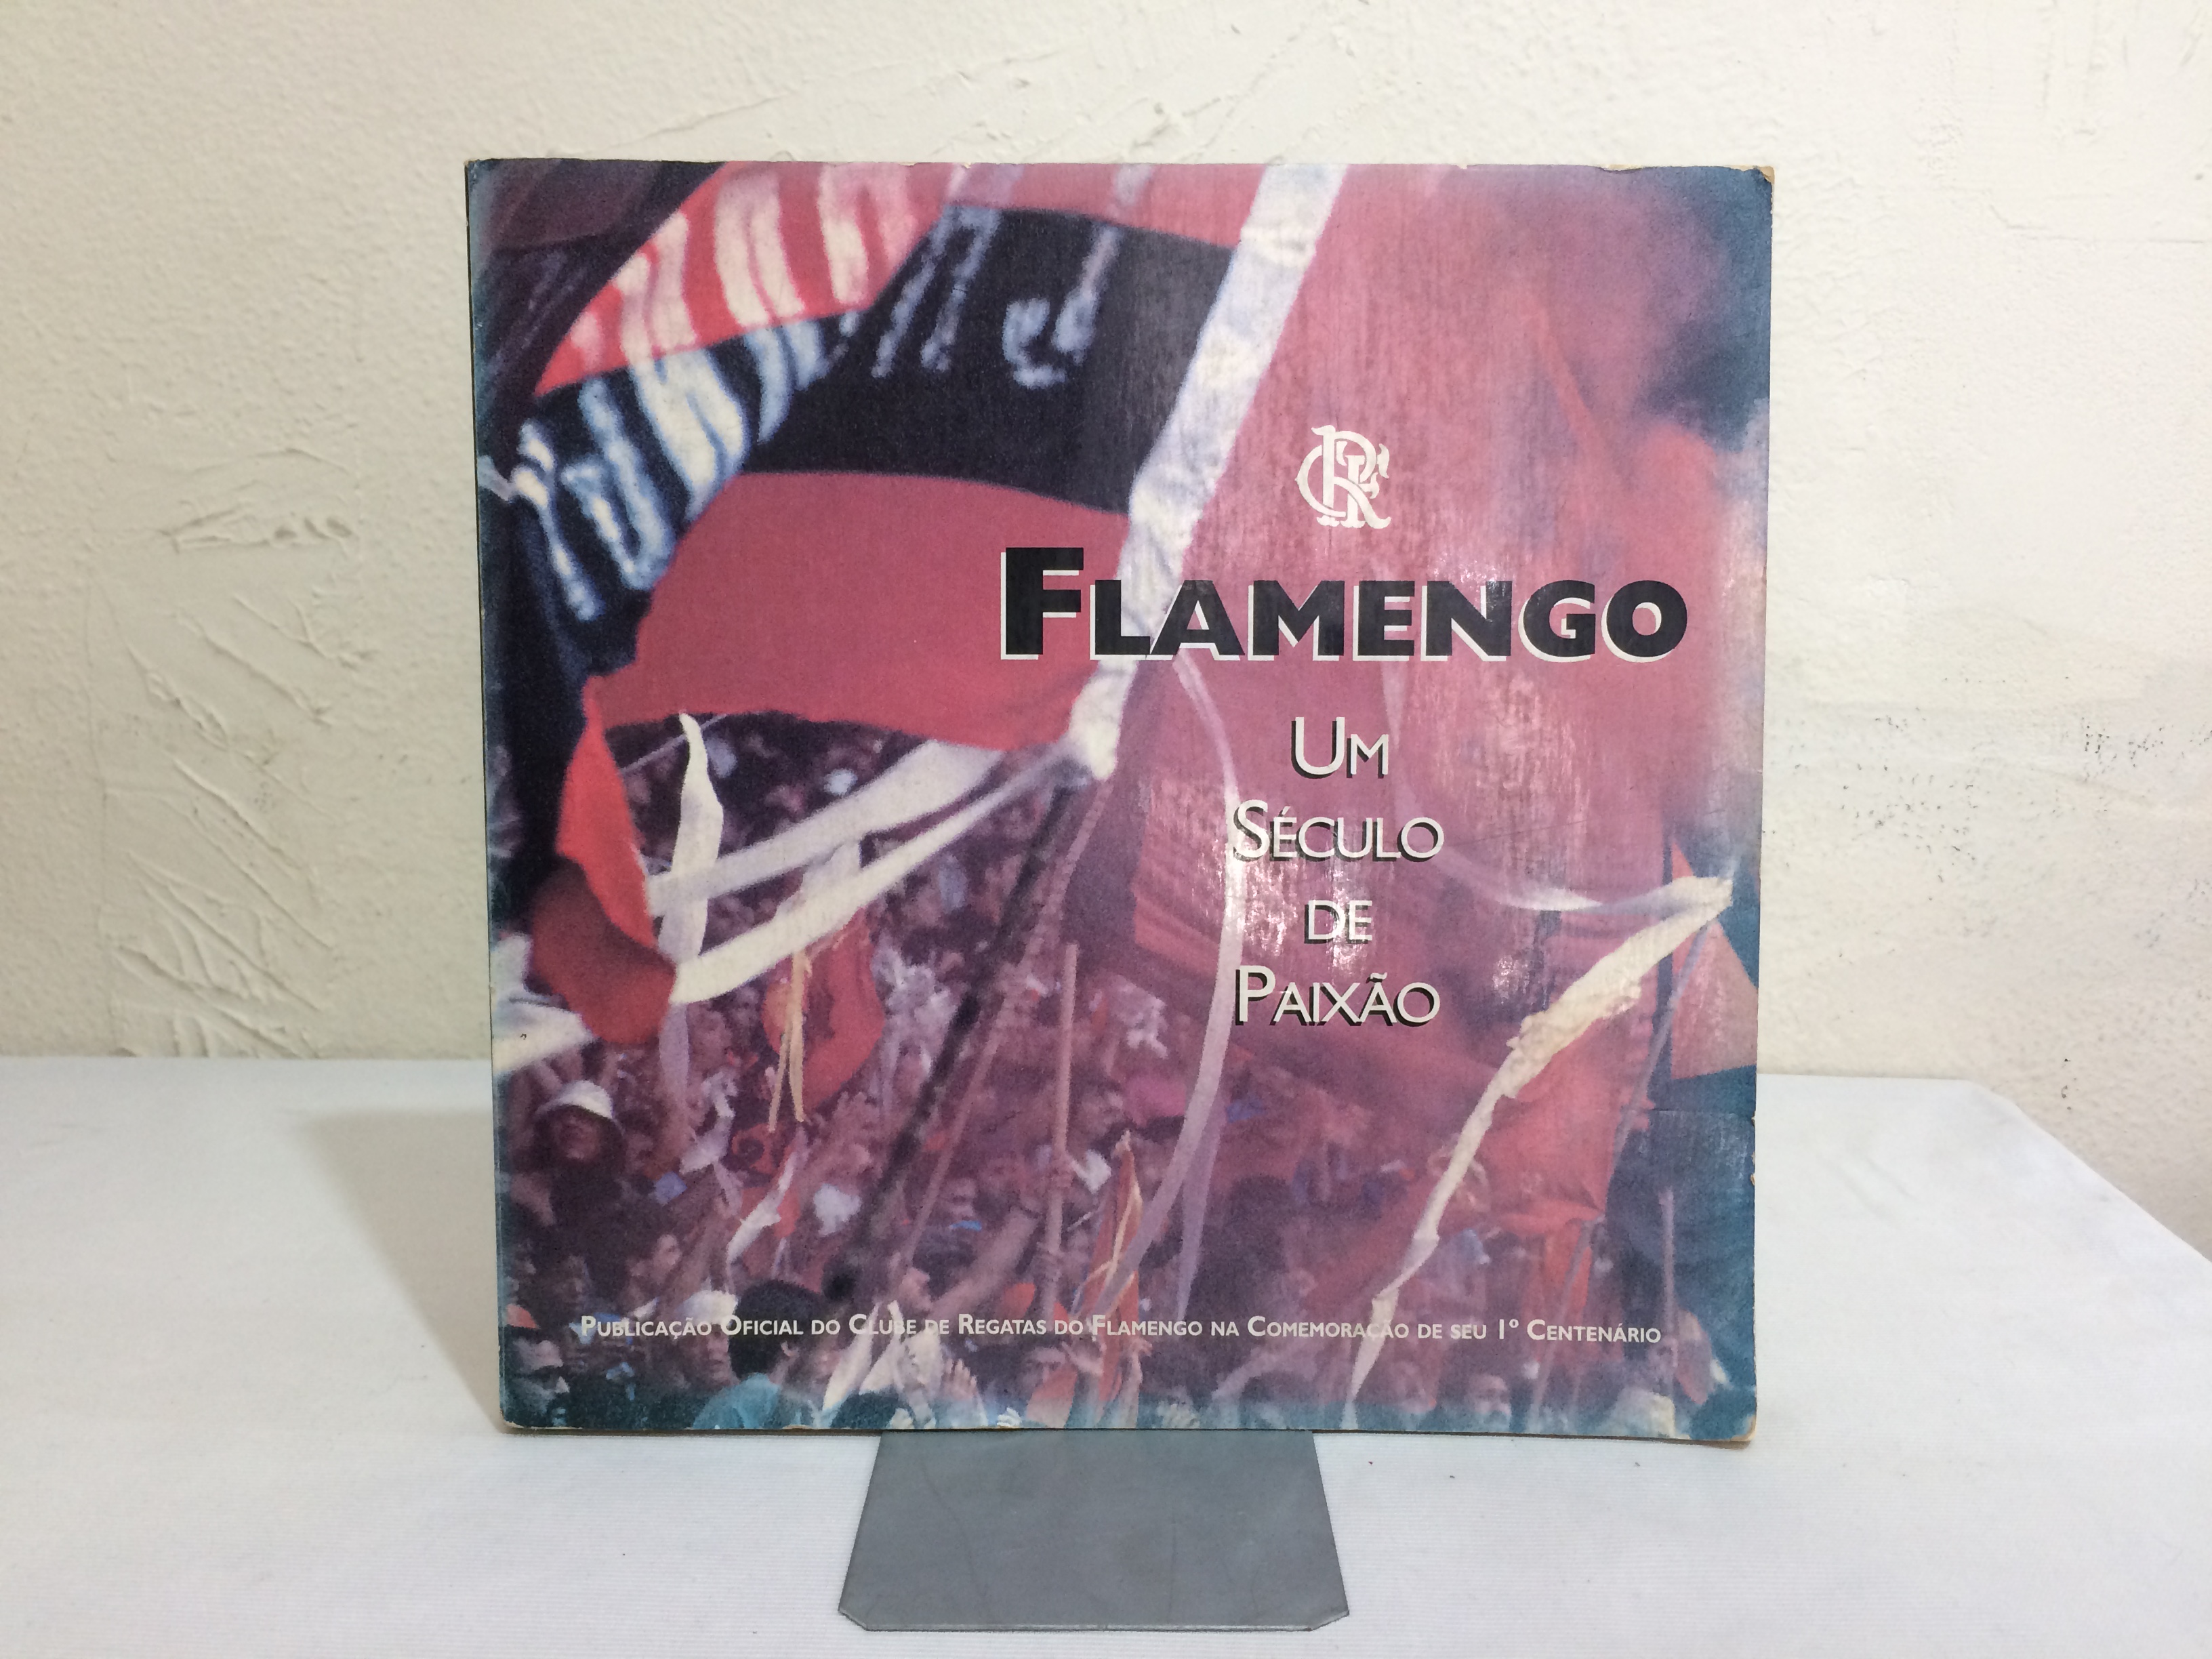 CRF
FLAMENGO
UM
SÉCULO
DE
PAIXÃO
PUBLICAÇÃO OFICIAL DO CLUBE DE REGATAS DO FLAMENGO NA COMEMORAÇÃO DE SEU 1º CENTENÁRIO